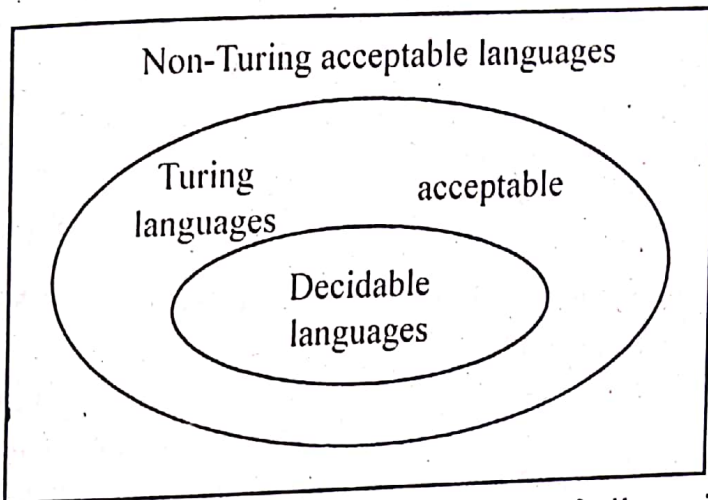 Non-Turing acceptable languages
Turing acceptable
languages
Decidable
languages